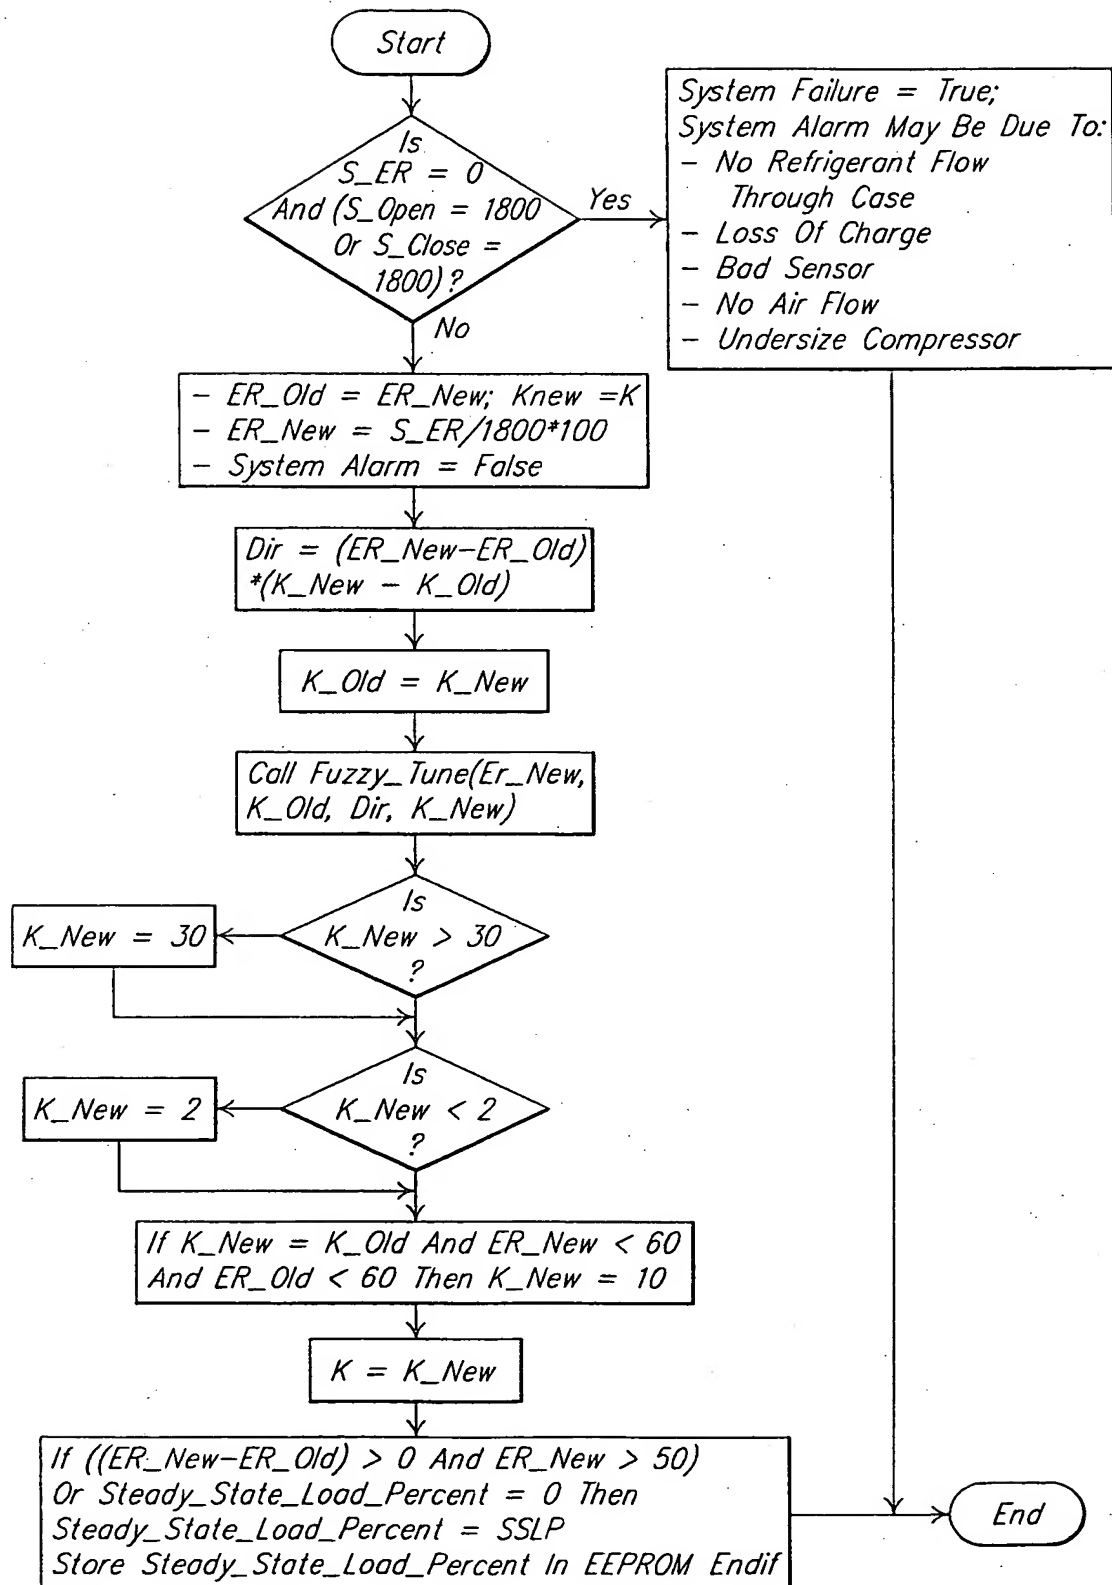 Start
Is
S_ER = 0
And (S_Open = 1800
Or S_Close =
1800)?
Yes
No
System Failure = True;
System Alarm May Be Due To:
- No Refrigerant Flow
Through Case
- Loss Of Charge
- Bad Sensor
- No Air Flow
- Undersize Compressor
- ER_Old = ER_New; Knew =K
- ER_New = S_ER/1800*100
- System Alarm = False
Dir = (ER_New-ER_Old)
*(K_New - K_Old)
K_Old = K_New
Call Fuzzy_Tune(Er_New,
K_Old, Dir, K_New)
Is
K_New > 30
?
K_New = 30
Is
K_New < 2
?
K_New = 2
If K_New = K_Old And ER_New < 60
And ER_Old < 60 Then K_New = 10
K = K_New
If ((ER_New-ER_Old) > 0 And ER_New > 50)
Or Steady_State_Load_Percent = 0 Then
Steady_State_Load_Percent = SSLP
Store Steady_State_Load_Percent In EEPROM Endif
End